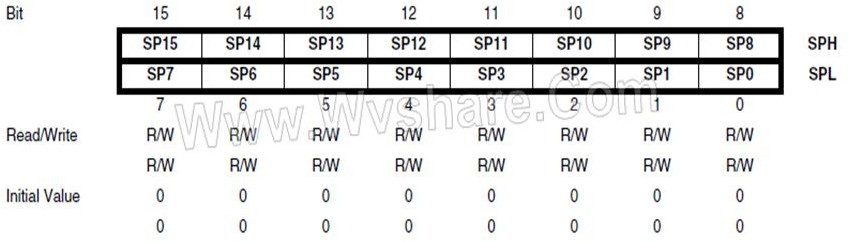 Bit 15 14 13 12 11 10 9 8
SP15 SP14 SP13 SP12 SP11 SP10 SP9 SP8 SPH
SP7 SP6 SP5 SP4 SP3 SP2 SP1 SP0 SPL
7 6 5 4 3 2 1 0
Www.Wvshare.Com
Read/Write R/W R/W R/W R/W R/W R/W R/W R/W
R/W R/W R/W R/W R/W R/W R/W R/W
Initial Value 0 0 0 0 0 0 0 0
0 0 0 0 0 0 0 0